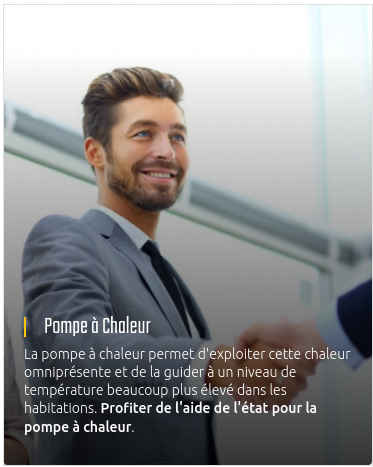 Pompe à Chaleur
La pompe à chaleur permet d'exploiter cette chaleur
omniprésente et de la guider à un niveau de
température beaucoup plus élevé dans les
habitations. Profiter de l'aide de l'état pour la
pompe à chaleur.